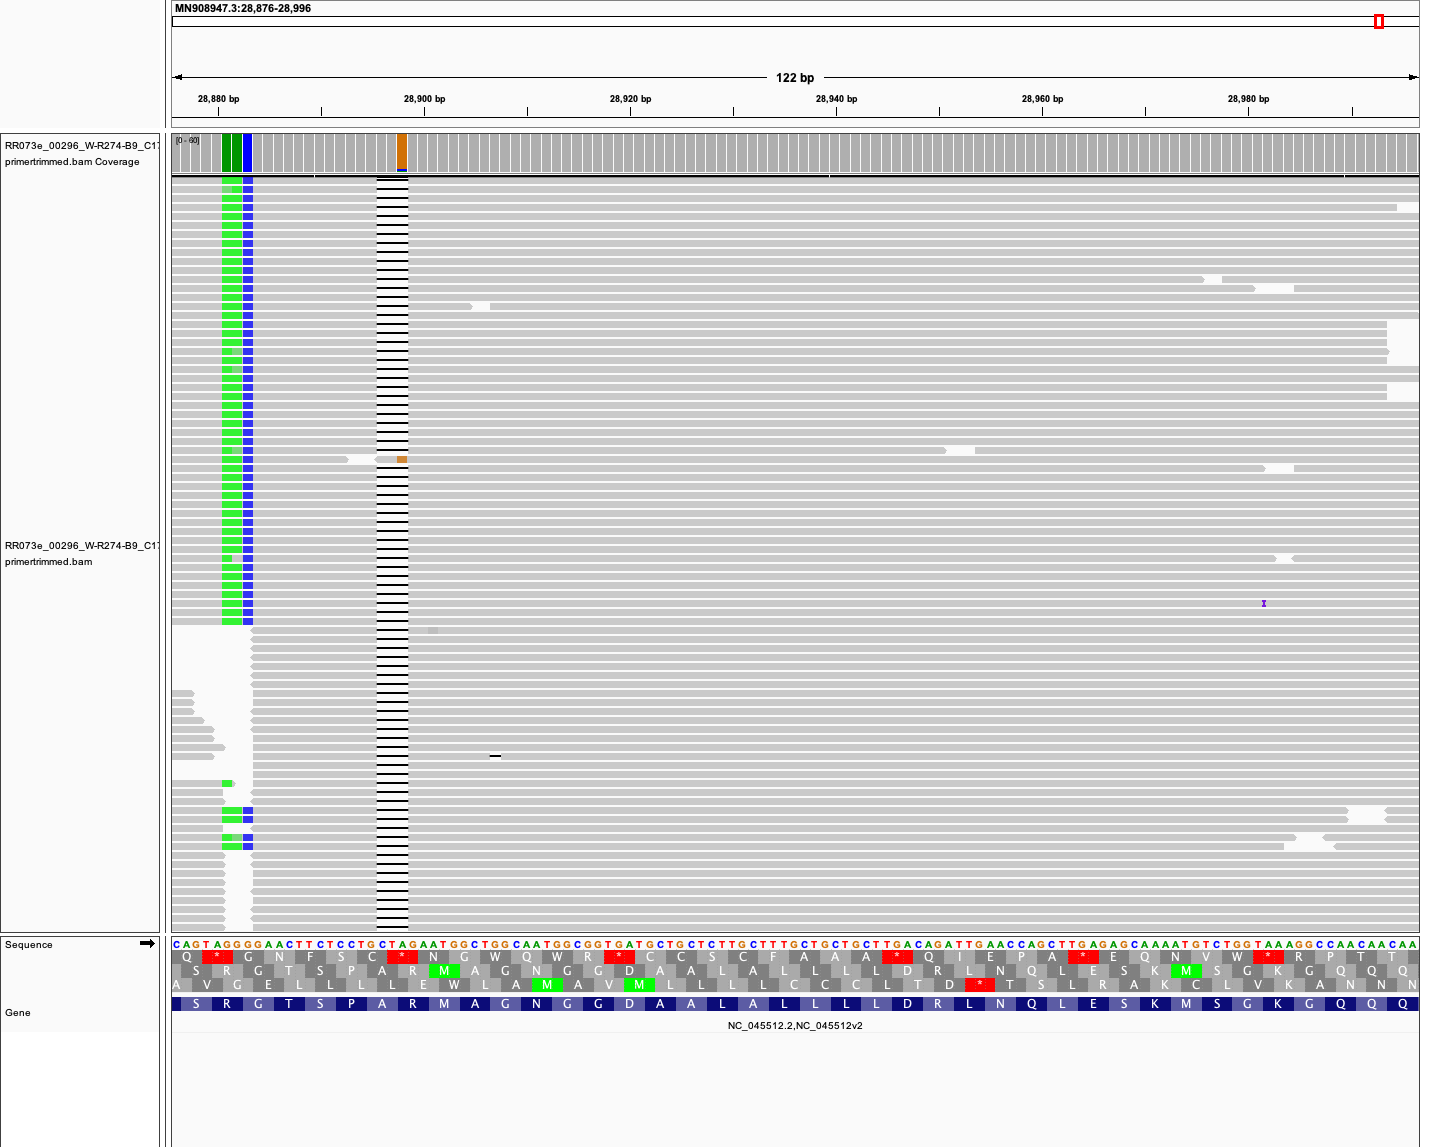 MN908947.3:28,876-28,996
122 bp
28,880 bp 28,900 bp 28,920 bp 28,940 bp 28,960 bp 28,980 bp
RR073e_00296_W-R274-B9_C17
primertrimmed.bam Coverage
[0 - 60]
RR073e_00296_W-R274-B9_C17
primertrimmed.bam
Sequence
CAGTAGGGGAACTTCTCCTGCTAGAATGGCTGGCAATGGCGGTGATGCTGCTCTTGCTTTGCTGCTGCTTGACAGATTGAACCAGCTTGAGAGCAAAATGTCTGGTAAAGGCCAACAACAA
Q * G N F S C * N G W Q W R * C C S C F A A A * Q I E P A * E Q N V W * R P T T
S R G T S P A R M A G N G G D A A L A L L L L D R L N Q L E S K M S G K G Q Q Q
A V G E L L L L E W L A M A V M L L L L C C C L T D * T S L R A K C L V K A N N N
Gene
S R G T S P A R M A G N G G D A A L A L L L L D R L N Q L E S K M S G K G Q Q Q
NC_045512.2,NC_045512v2